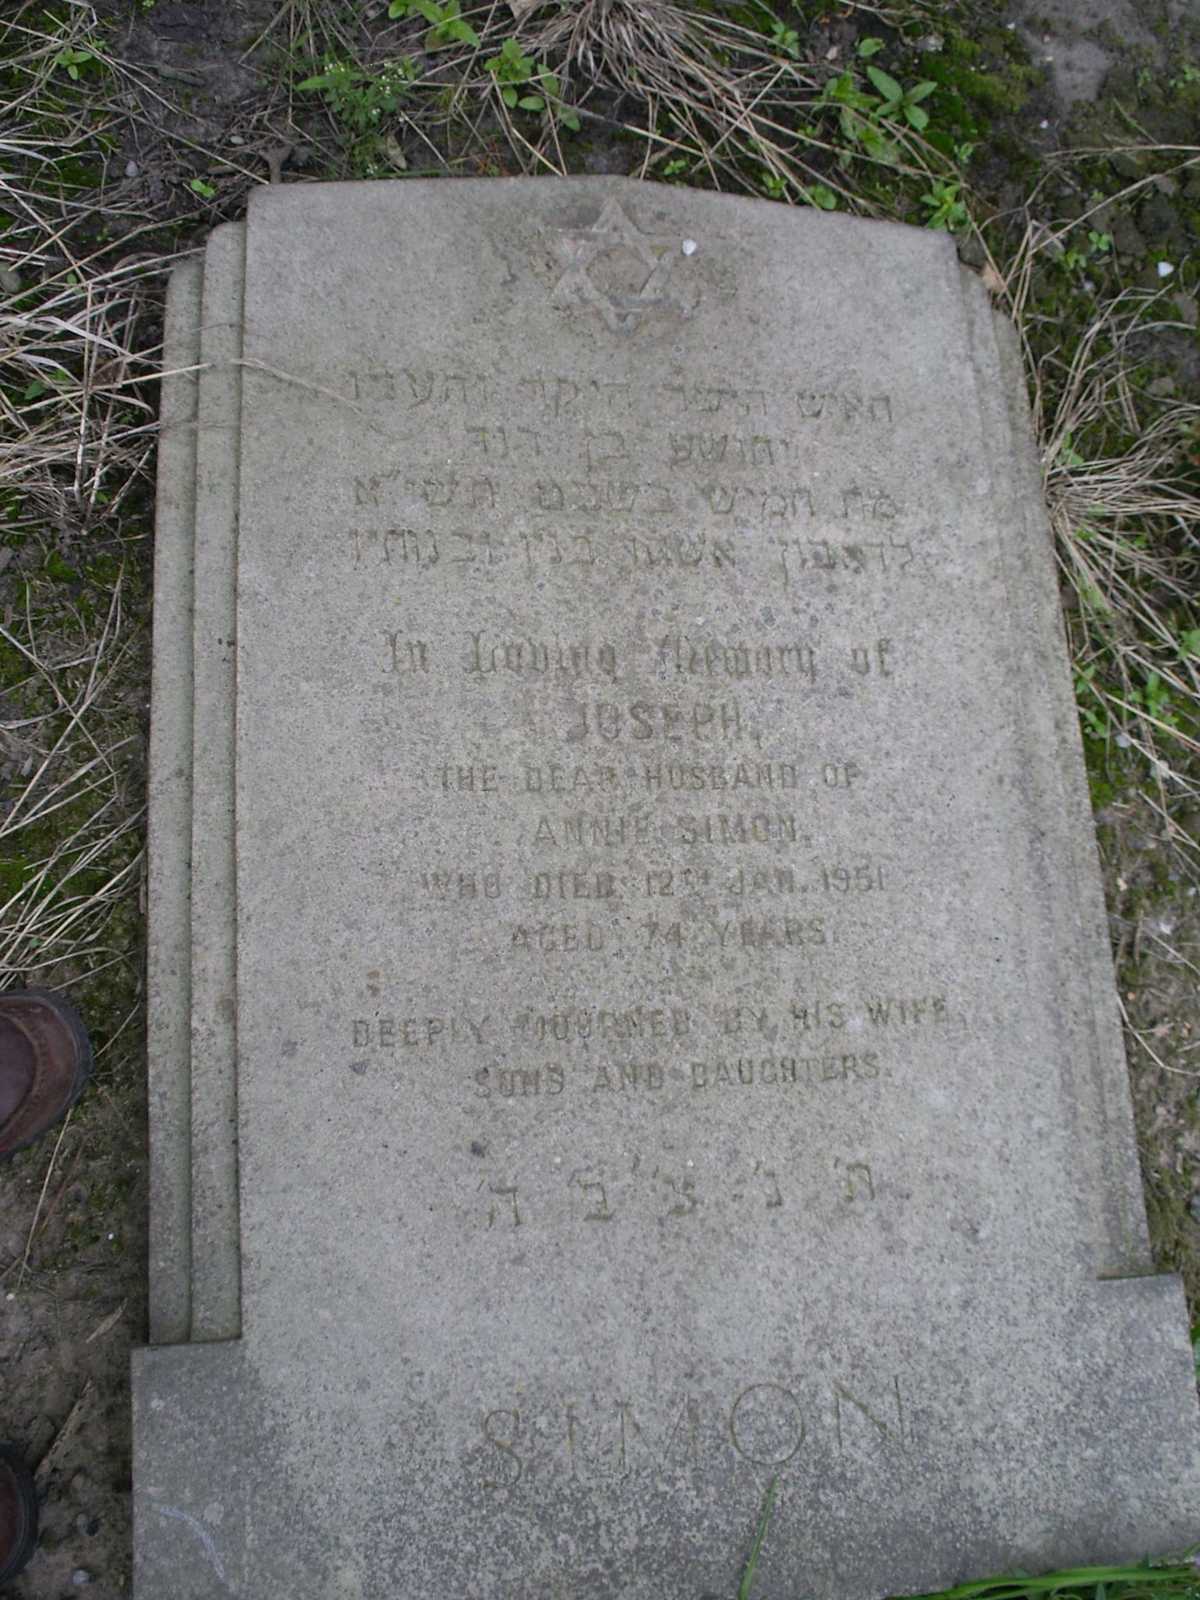 האיש הישר היקר והעניו
יהושע בן דוד
מת חמיש בשבט תשי״א
לדאבון אשתו בניו ובנותיו
In Loving Memory of
JOSEPH,
THE DEAR HUSBAND OF
ANNIE SIMON.
WHO DIED 12TH JAN. 1951
AGED 74 YEARS.
DEEPLY MOURNED BY HIS WIFE,
SONS AND DAUGHTERS.
ת׳ נ׳ צ׳ ב׳ ה׳
SIMON